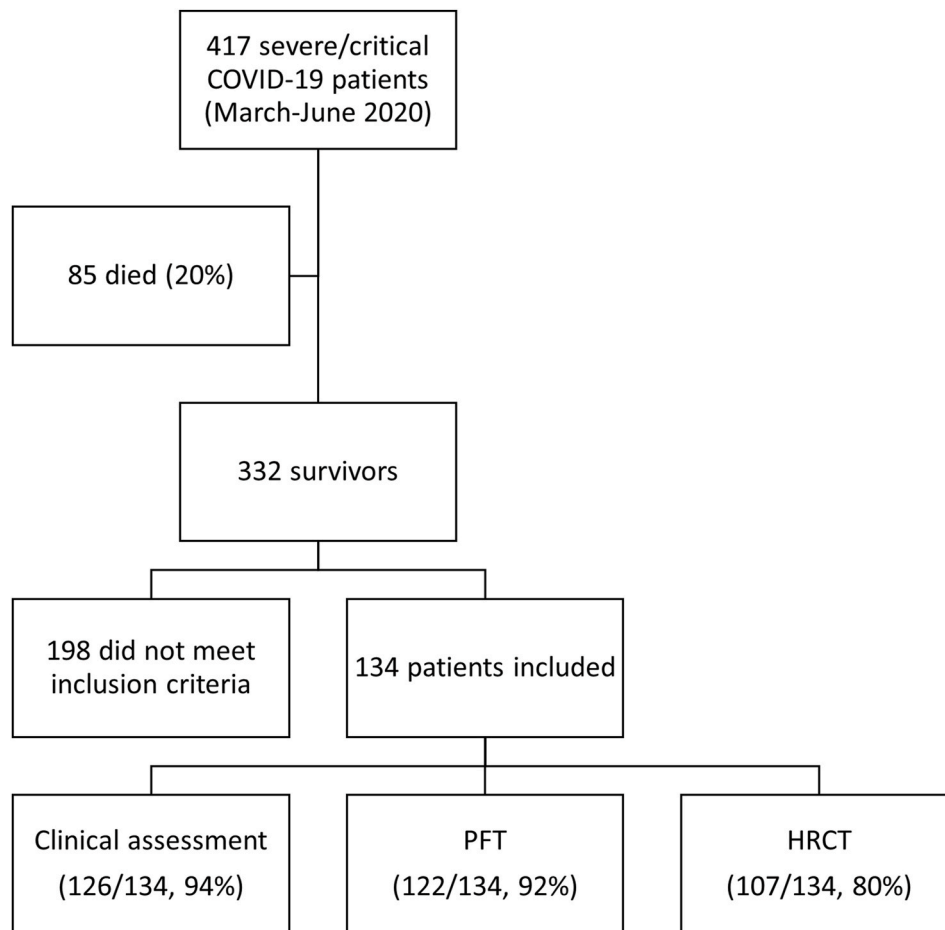 417 severe/critical
COVID-19 patients
(March-June 2020)
85 died (20%)
332 survivors
198 did not meet
inclusion criteria
134 patients included
Clinical assessment
(126/134, 94%)
PFT
(122/134, 92%)
HRCT
(107/134, 80%)